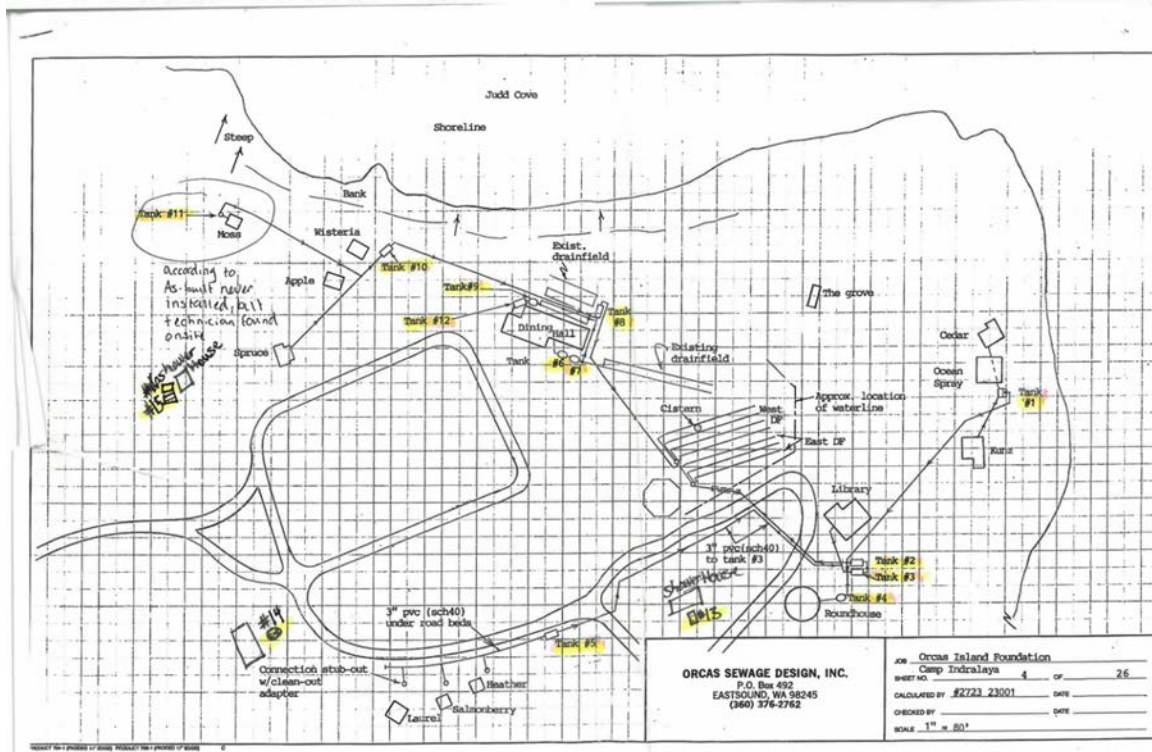 Judd Cove
Shoreline
Steep
Bank
Tank #11
Moss
Wisteria
Tank #10
Apple
According to
As-built never
installed, but
technician found
onsite
Spruce
shower
House
#15
Exist.
drainfield
Tank#9
Tank #12
Dining Hall
Tank
#8
Tank
#6
#7
Existing
drainfield
The grove
Cedar
Ocean
Spray
Tank
#1
Kunz
Approx. location
of waterline
Cistern
West
DF
East DF
Library
3" pvc(sch40)
to tank #3
Shower House
#13
Tank #2
Tank #3
Tank #4
Roundhouse
#14
3" pvc (sch40)
under road beds
Tank #5
Connection stub-out
w/clean-out
adapter
Heather
Salmonberry
Laurel
ORCAS SEWAGE DESIGN, INC.
P.O. Box 492
EASTSOUND, WA 98245
(360) 376-2762
JOB Orcas Island Foundation
Camp Indralaya
SHEET NO. 4 OF 26
CALCULATED BY #2723 23001 DATE
CHECKED BY DATE
SCALE 1" = 80'